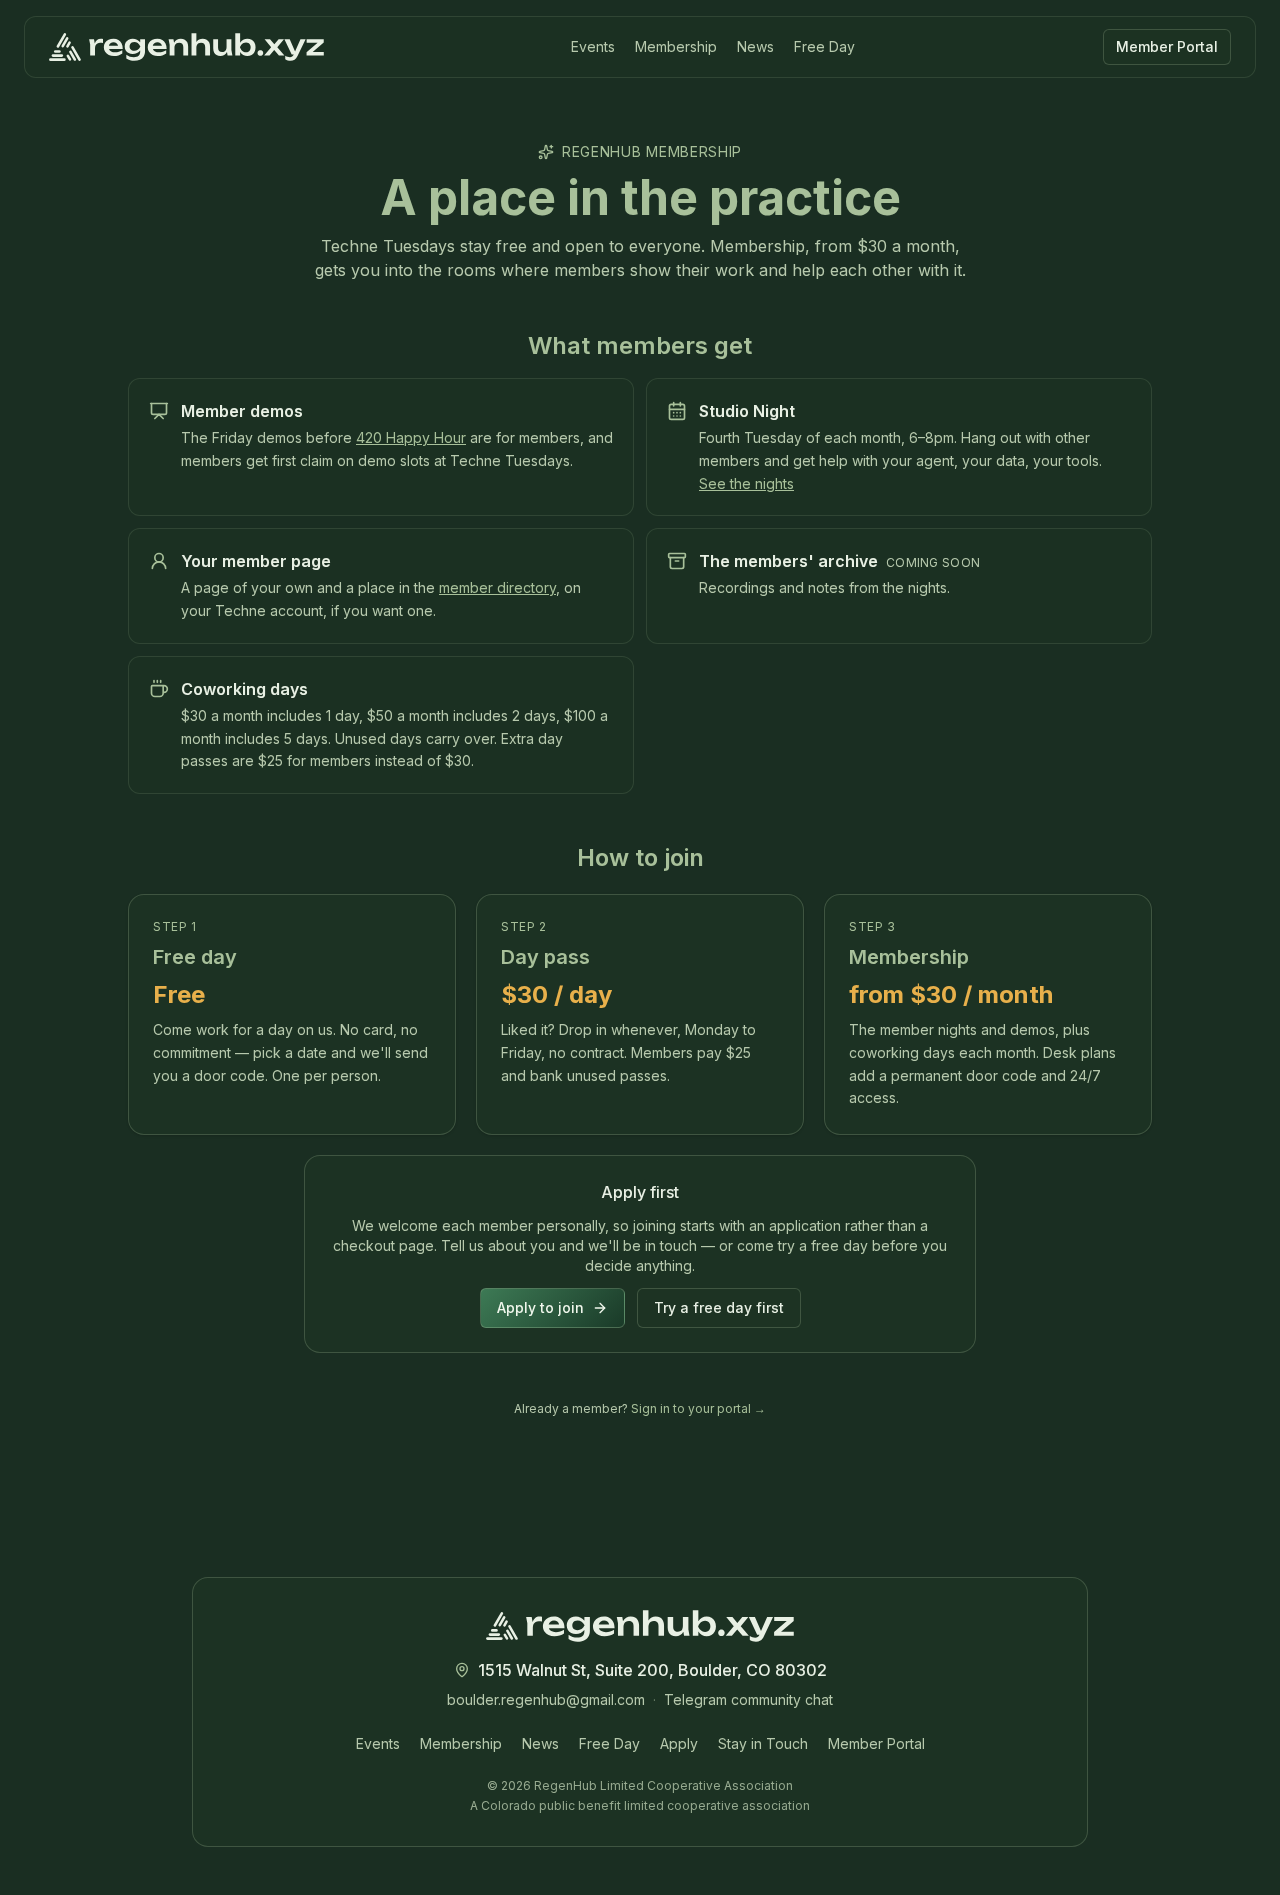 regenhub.xyz
Events Membership News Free Day
Member Portal
REGENHUB MEMBERSHIP
A place in the practice
Techne Tuesdays stay free and open to everyone. Membership, from $30 a month,
gets you into the rooms where members show their work and help each other with it.
What members get
Member demos
The Friday demos before 420 Happy Hour are for members, and
members get first claim on demo slots at Techne Tuesdays.
Studio Night
Fourth Tuesday of each month, 6–8pm. Hang out with other
members and get help with your agent, your data, your tools.
See the nights
Your member page
A page of your own and a place in the member directory, on
your Techne account, if you want one.
The members' archive COMING SOON
Recordings and notes from the nights.
Coworking days
$30 a month includes 1 day, $50 a month includes 2 days, $100 a
month includes 5 days. Unused days carry over. Extra day
passes are $25 for members instead of $30.
How to join
STEP 1
Free day
Free
Come work for a day on us. No card, no
commitment — pick a date and we'll send
you a door code. One per person.
STEP 2
Day pass
$30 / day
Liked it? Drop in whenever, Monday to
Friday, no contract. Members pay $25
and bank unused passes.
STEP 3
Membership
from $30 / month
The member nights and demos, plus
coworking days each month. Desk plans
add a permanent door code and 24/7
access.
Apply first
We welcome each member personally, so joining starts with an application rather than a
checkout page. Tell us about you and we'll be in touch — or come try a free day before you
decide anything.
Apply to join →
Try a free day first
Already a member? Sign in to your portal →
regenhub.xyz
1515 Walnut St, Suite 200, Boulder, CO 80302
boulder.regenhub@gmail.com · Telegram community chat
Events Membership News Free Day Apply Stay in Touch Member Portal
© 2026 RegenHub Limited Cooperative Association
A Colorado public benefit limited cooperative association